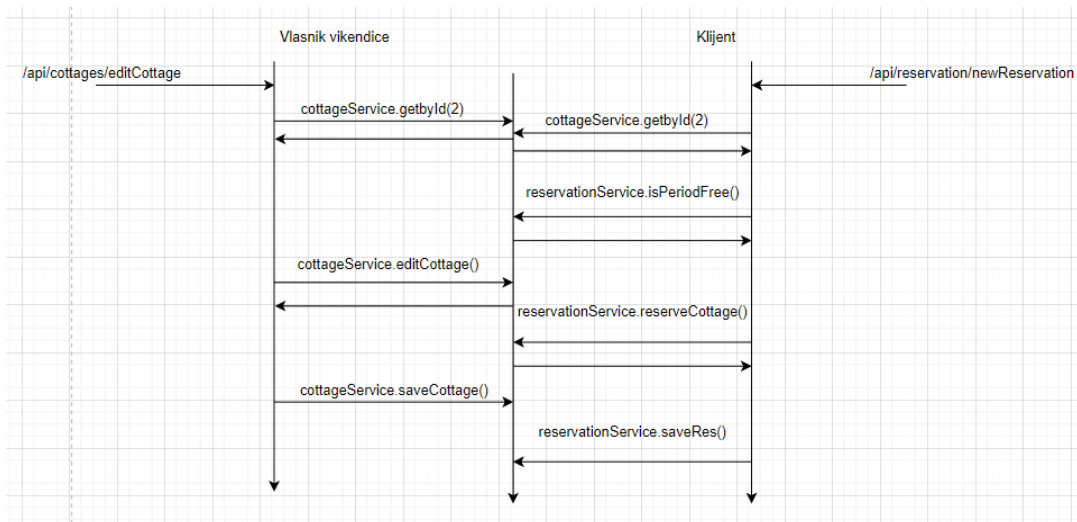 Vlasnik vikendice
Klijent
/api/cottages/editCottage
/api/reservation/newReservation
cottageService.getbyId(2)
cottageService.getbyId(2)
reservationService.isPeriodFree()
cottageService.editCottage()
reservationService.reserveCottage()
cottageService.saveCottage()
reservationService.saveRes()